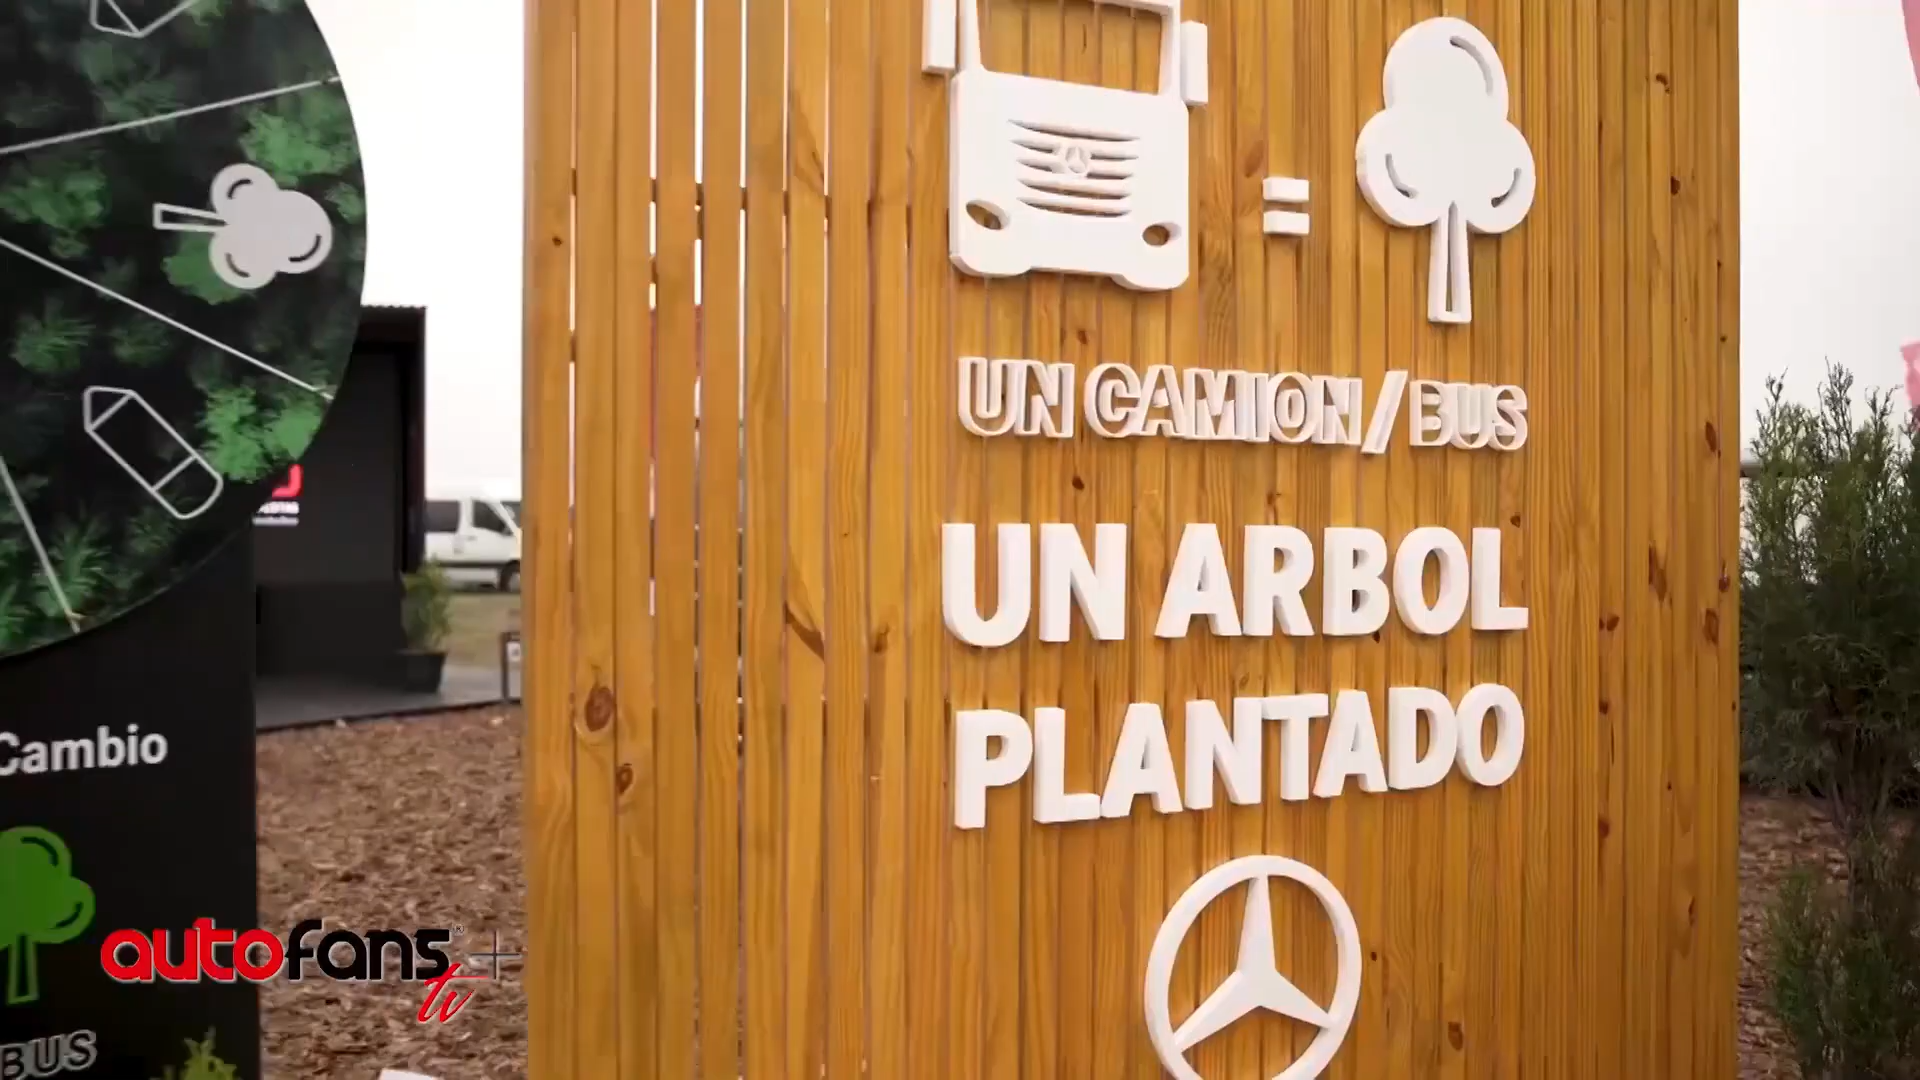 =
UN CAMION/BUS
UN ARBOL
PLANTADO
Cambio
BUS
autofans
tv